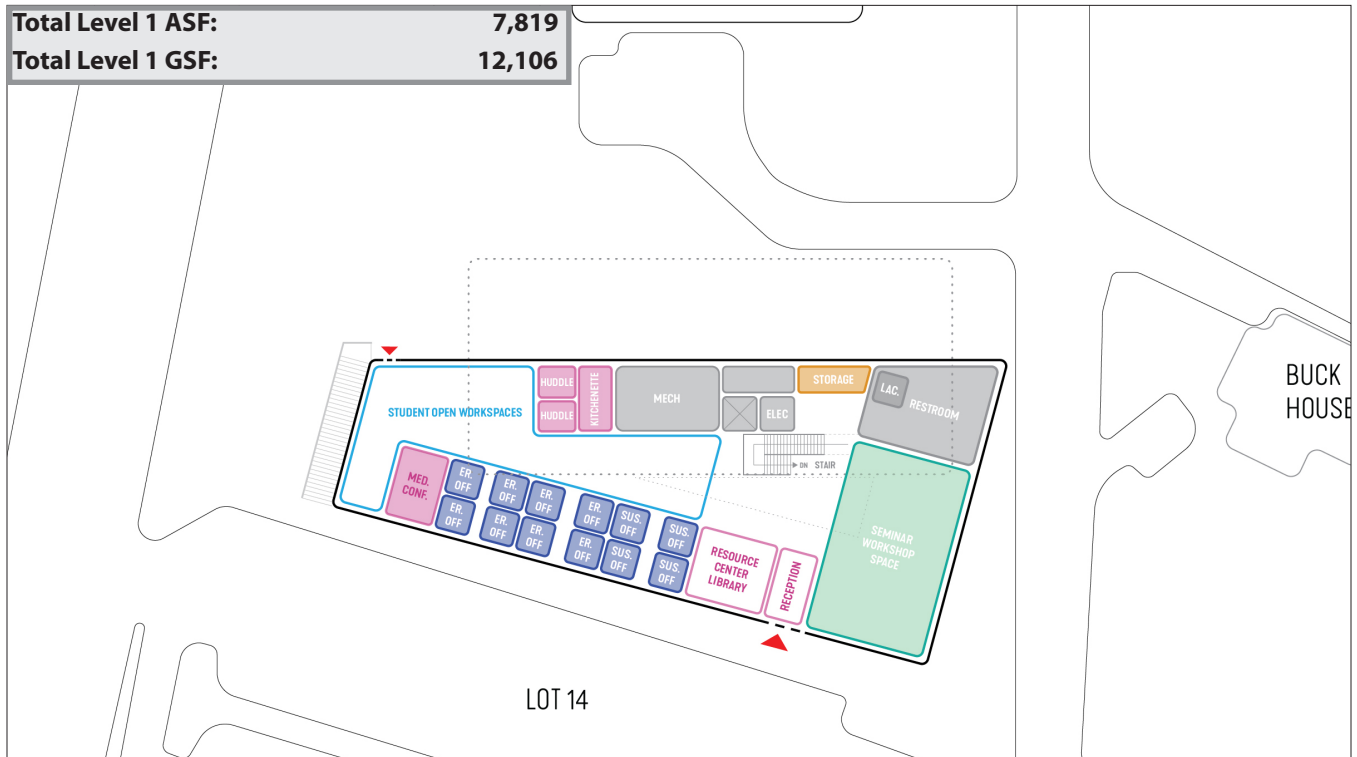 Total Level 1 ASF: 7,819
Total Level 1 GSF: 12,106
BUCK
HOUSE
HUDDLE
HUDDLE
KITCHENETTE
MECH
ELEC
STORAGE
LAC.
RESTROOM
STUDENT OPEN WORKSPACES
DN STAIR
MED.
CONF.
ER.
OFF
ER.
OFF
ER.
OFF
ER.
OFF
ER.
OFF
ER.
OFF
ER.
OFF
ER.
OFF
SUS.
OFF
SUS.
OFF
SUS.
OFF
SUS.
OFF
RESOURCE
CENTER
LIBRARY
RECEPTION
SEMINAR
WORKSHOP
SPACE
LOT 14